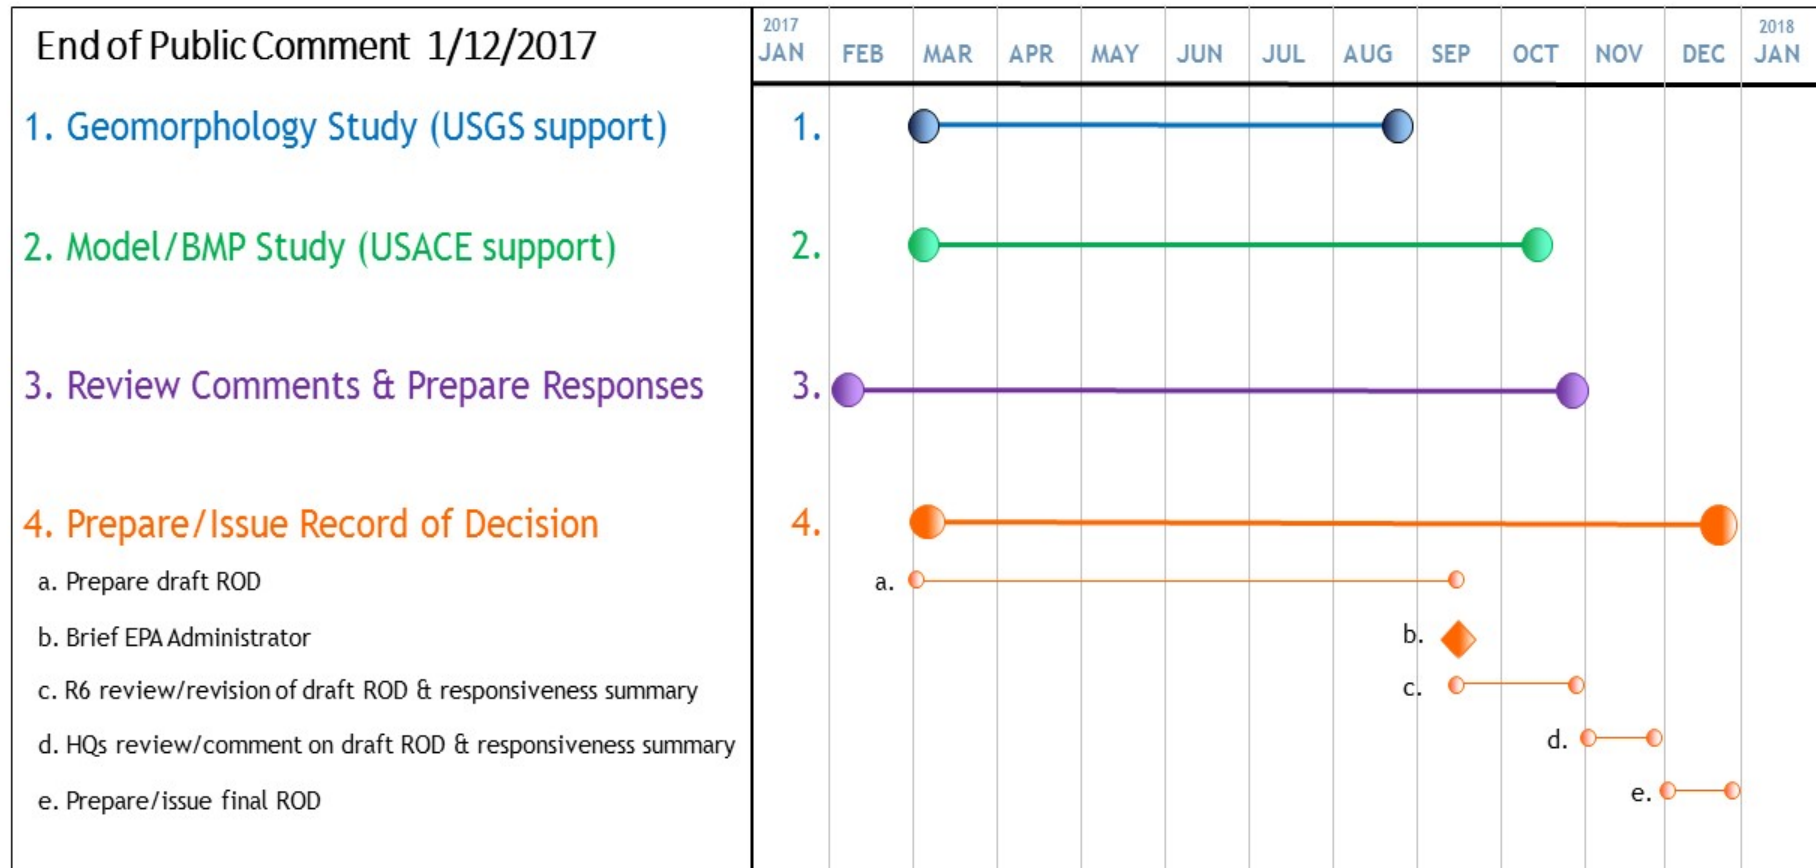 End of Public Comment 1/12/2017
2017
JAN FEB MAR APR MAY JUN JUL AUG SEP OCT NOV DEC
2018
JAN
1. Geomorphology Study (USGS support)
1.
2. Model/BMP Study (USACE support)
2.
3. Review Comments & Prepare Responses
3.
4. Prepare/Issue Record of Decision
4.
a. Prepare draft ROD
a.
b. Brief EPA Administrator
b.
c. R6 review/revision of draft ROD & responsiveness summary
c.
d. HQs review/comment on draft ROD & responsiveness summary
d.
e. Prepare/issue final ROD
e.